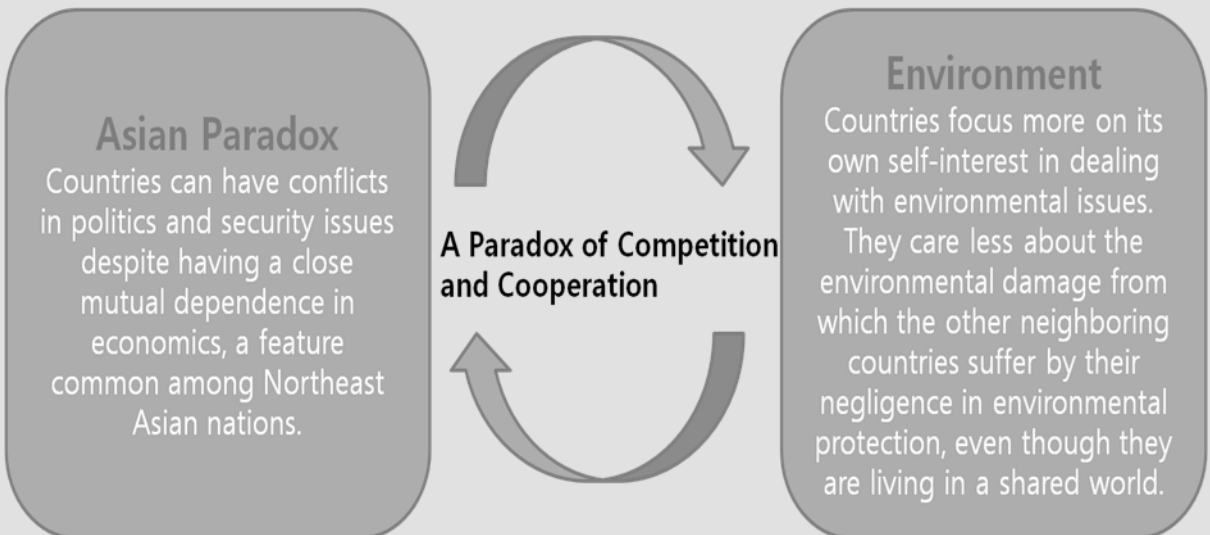 Asian Paradox
Countries can have conflicts
in politics and security issues
despite having a close
mutual dependence in
economics, a feature
common among Northeast
Asian nations.
A Paradox of Competition
and Cooperation
Environment
Countries focus more on its
own self-interest in dealing
with environmental issues.
They care less about the
environmental damage from
which the other neighboring
countries suffer by their
negligence in environmental
protection, even though they
are living in a shared world.